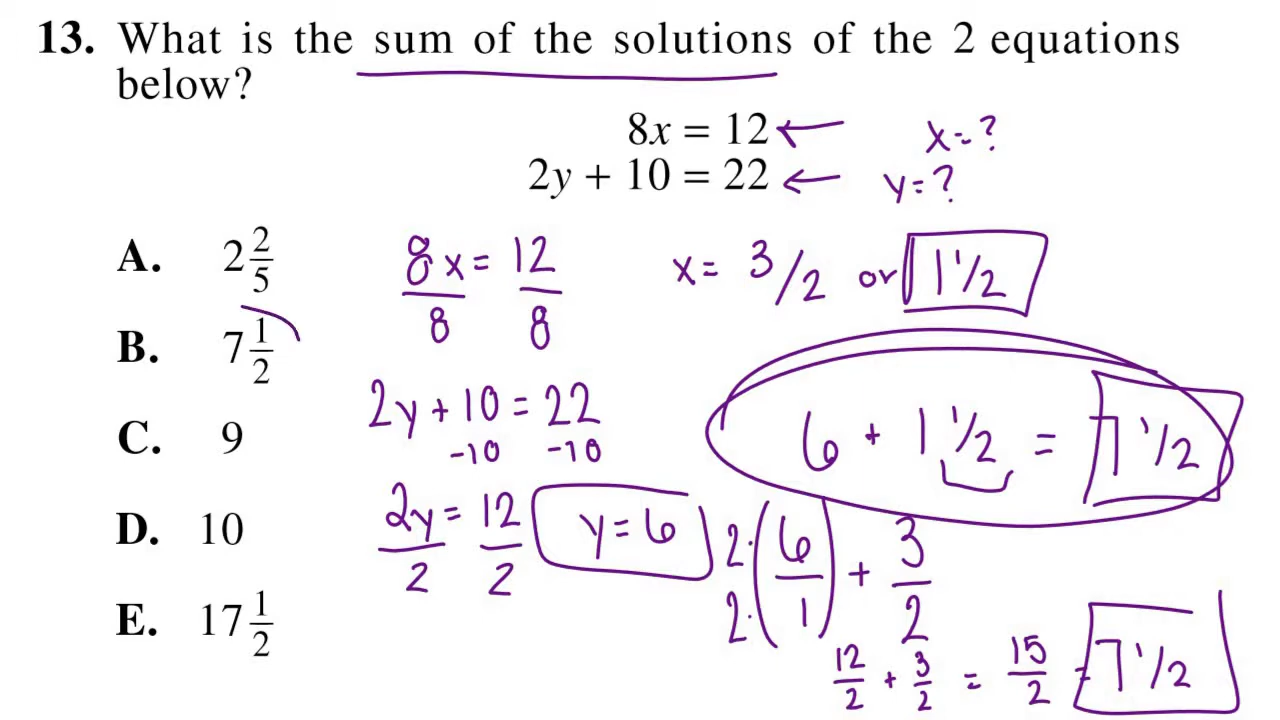 13. What is the sum of the solutions of the 2 equations
below?
8x = 12 ← x=?
2y + 10 = 22 ← y=?
A. 2 2/5
B. 7 1/2
C. 9
D. 10
E. 17 1/2
8x = 12
8 8
x = 3/2 or 1 1/2
2y + 10 = 22
-10 -10
2y = 12
2 2
y = 6
6 + 1 1/2 = 7 1/2
2·(6/1) + 3/2
2·
12/2 + 3/2 = 15/2 = 7 1/2